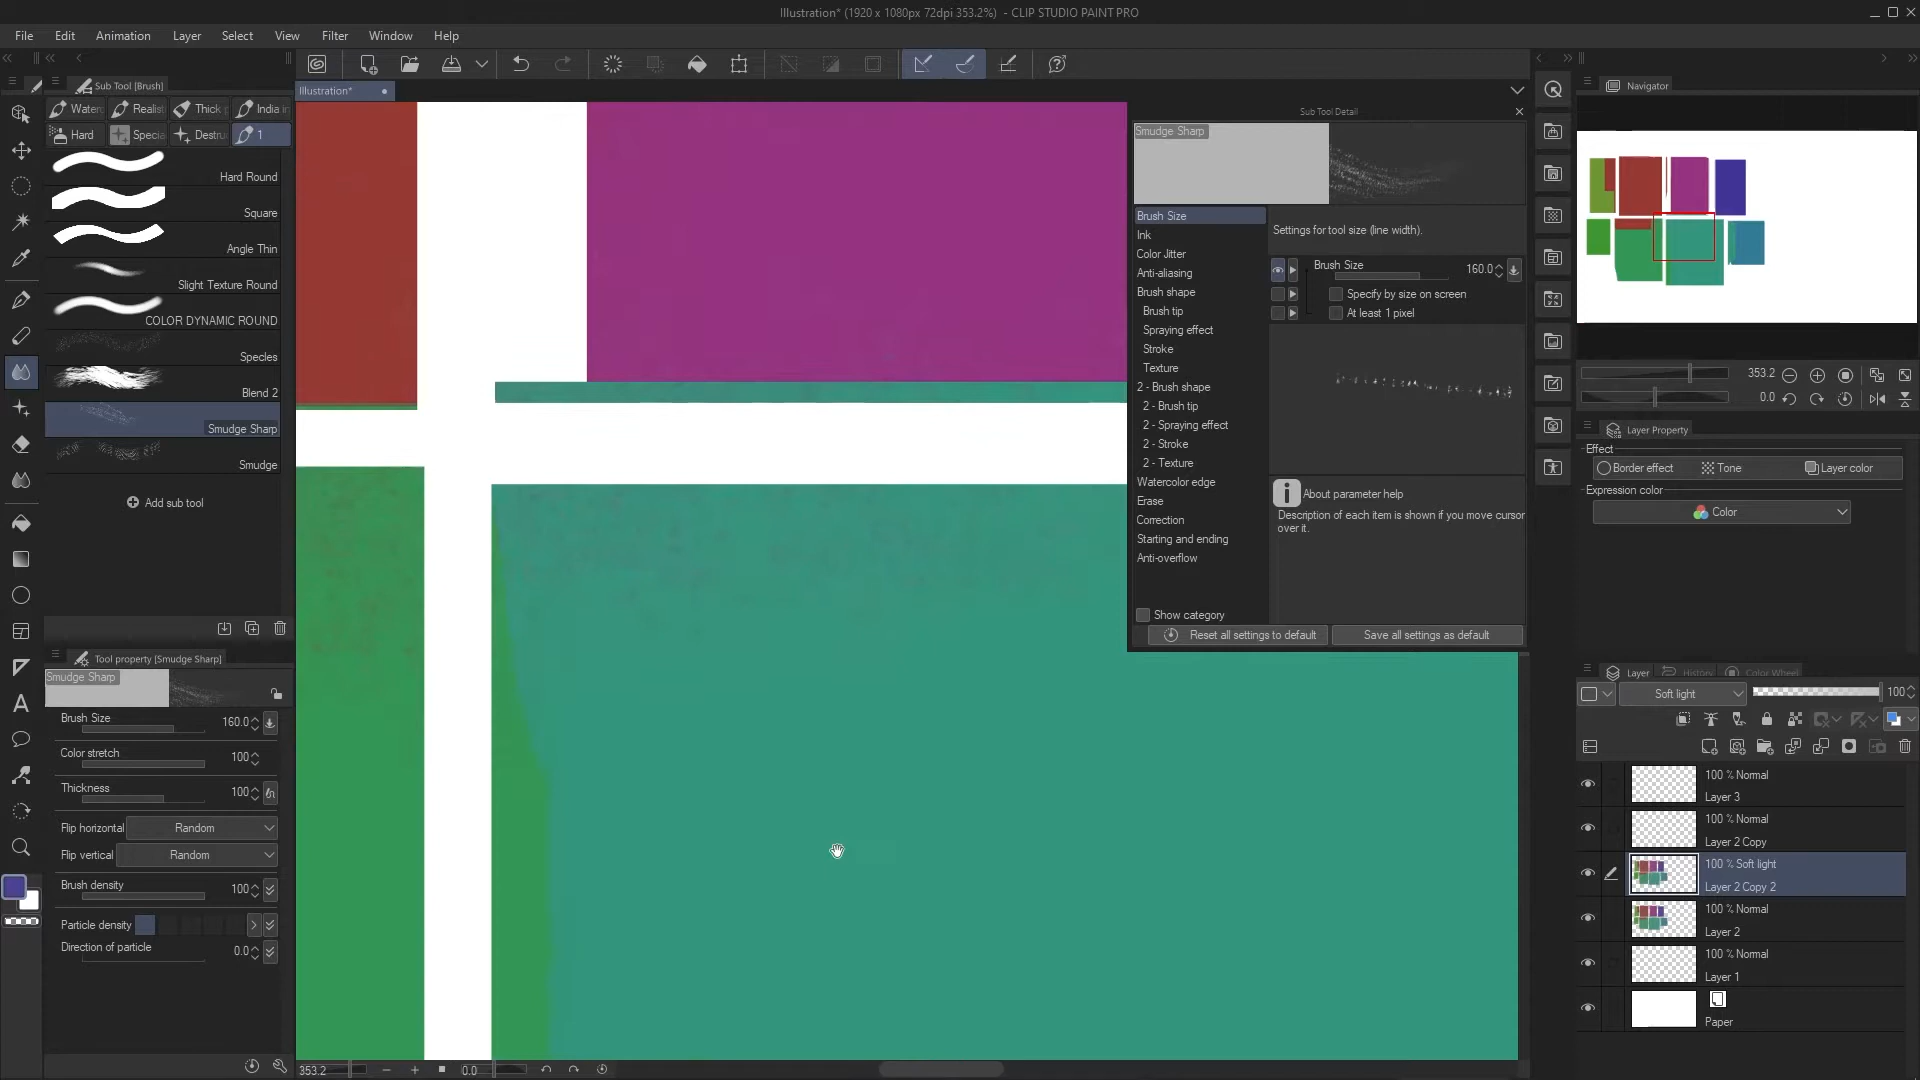 Illustration* (1920 x 1080px 72dpi 353.2%) - CLIP STUDIO PAINT PRO
File Edit Animation Layer Select View Filter Window Help
Sub Tool [Brush]
Illustration*
Water Realist Thick India in
Hard Specia Destru 1
Hard Round
Square
Angle Thin
Slight Texture Round
COLOR DYNAMIC ROUND
Species
Blend 2
Smudge Sharp
Smudge
Add sub tool
Tool property [Smudge Sharp]
Smudge Sharp
Brush Size 160.0
Color stretch 100
Thickness 100
Flip horizontal Random
Flip vertical Random
Brush density 100
Particle density
Direction of particle 0.0
353.2 0.0
Sub Tool Detail
Smudge Sharp
Brush Size
Ink
Color Jitter
Anti-aliasing
Brush shape
Brush tip
Spraying effect
Stroke
Texture
2 - Brush shape
2 - Brush tip
2 - Spraying effect
2 - Stroke
2 - Texture
Watercolor edge
Erase
Correction
Starting and ending
Anti-overflow
Show category
Settings for tool size (line width).
Brush Size 160.0
Specify by size on screen
At least 1 pixel
About parameter help
Description of each item is shown if you move cursor
over it.
Reset all settings to default
Save all settings as default
Navigator
353.2
0.0
Layer Property
Effect
Border effect Tone Layer color
Expression color
Color
Layer History Color Wheel
Soft light 100
100 % Normal
Layer 3
100 % Normal
Layer 2 Copy
100 % Soft light
Layer 2 Copy 2
100 % Normal
Layer 2
100 % Normal
Layer 1
Paper